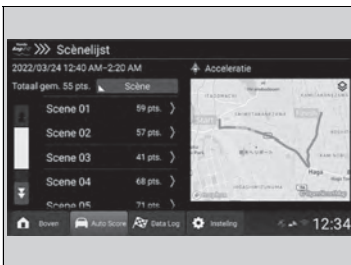 Scènelijst
2022/03/24 12:40 AM–2:20 AM
Acceleratie
Totaal gem. 55 pts.
Scène
Scene 01 59 pts.
Scene 02 57 pts.
Scene 03 41 pts.
Scene 04 68 pts.
Scene 05 71 pts.
Haga
Boven
Auto Score
Data Log
Instelling
12:34